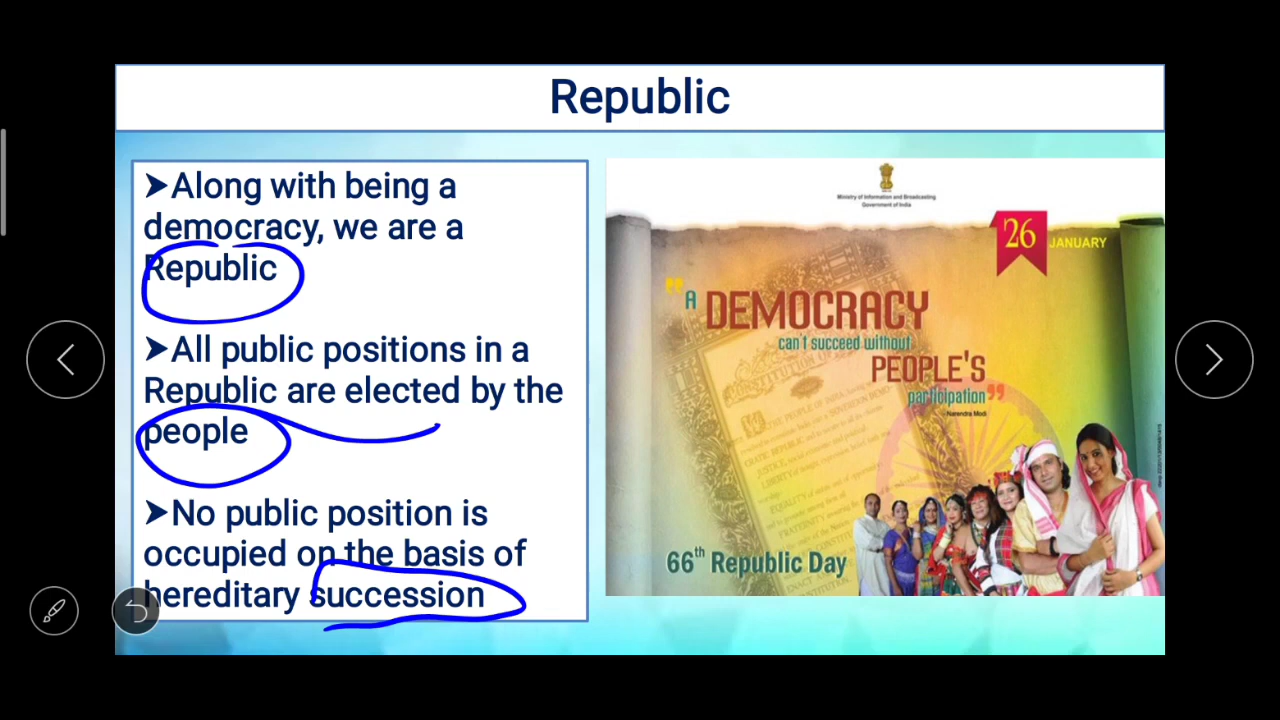 Republic
➤Along with being a
democracy, we are a
Republic
➤All public positions in a
Republic are elected by the
people
➤No public position is
occupied on the basis of
hereditary succession
Ministry of Information and Broadcasting
Government of India
26 JANUARY
"A DEMOCRACY
can't succeed without
PEOPLE'S
participation"
- Narendra Modi
66th Republic Day